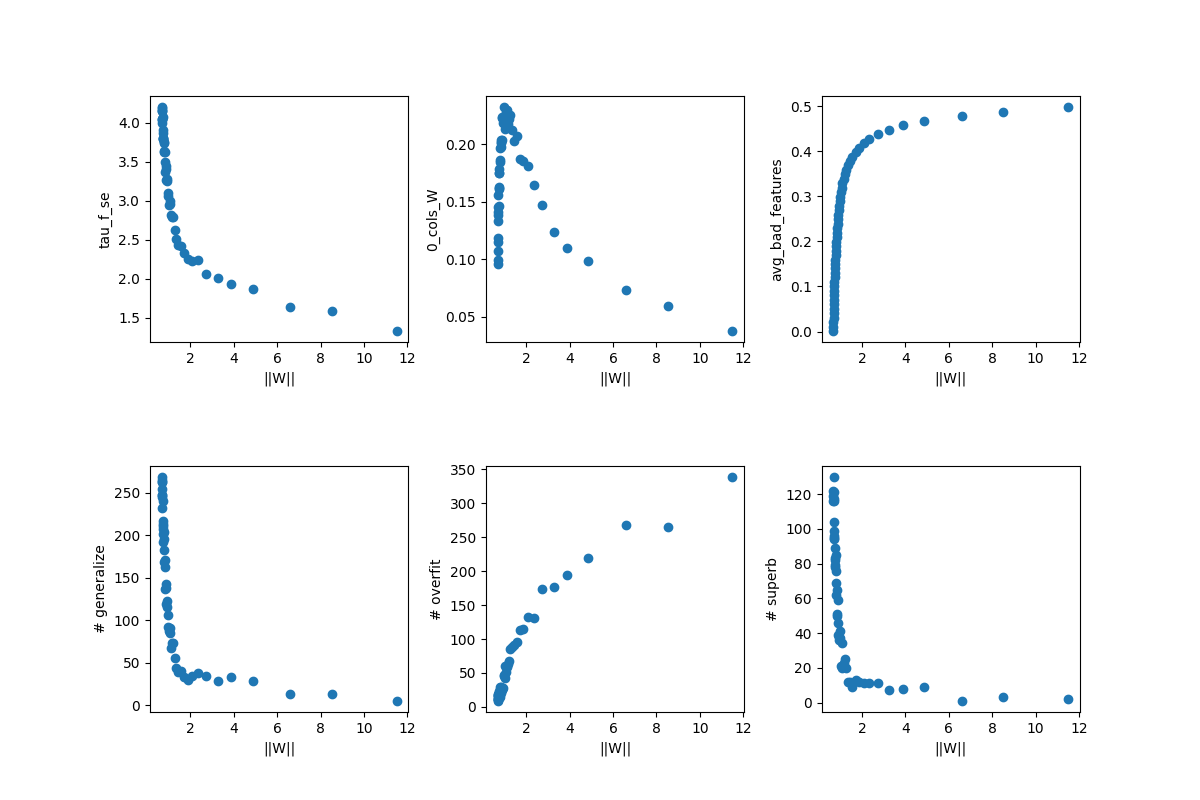 tau_f_se
4.0
3.5
3.0
2.5
2.0
1.5
2 4 6 8 10 12
||W||
0_cols_W
0.20
0.15
0.10
0.05
2 4 6 8 10 12
||W||
avg_bad_features
0.5
0.4
0.3
0.2
0.1
0.0
2 4 6 8 10 12
||W||
# generalize
250
200
150
100
50
0
2 4 6 8 10 12
||W||
# overfit
350
300
250
200
150
100
50
0
2 4 6 8 10 12
||W||
# superb
120
100
80
60
40
20
0
2 4 6 8 10 12
||W||